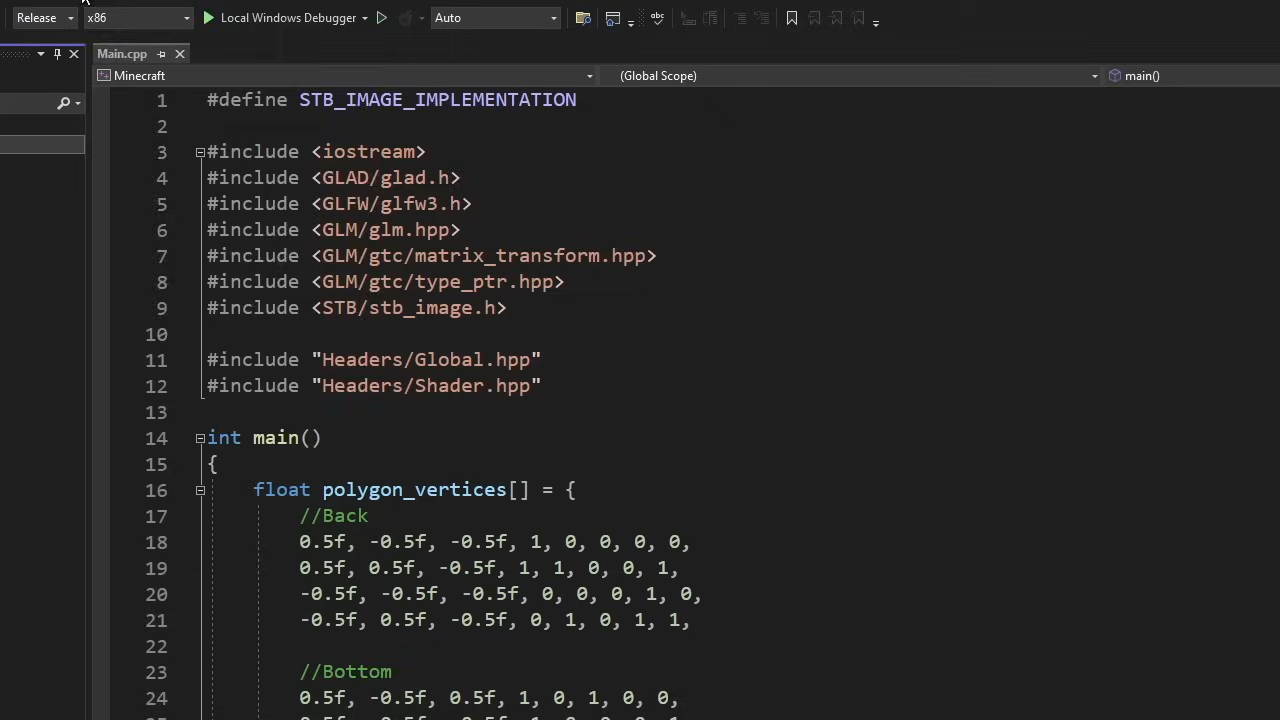 Release x86 Local Windows Debugger Auto
Main.cpp
Minecraft (Global Scope) main()
1 #define STB_IMAGE_IMPLEMENTATION
2
3 #include <iostream>
4 #include <GLAD/glad.h>
5 #include <GLFW/glfw3.h>
6 #include <GLM/glm.hpp>
7 #include <GLM/gtc/matrix_transform.hpp>
8 #include <GLM/gtc/type_ptr.hpp>
9 #include <STB/stb_image.h>
10
11 #include "Headers/Global.hpp"
12 #include "Headers/Shader.hpp"
13
14 int main()
15 {
16 float polygon_vertices[] = {
17 //Back
18 0.5f, -0.5f, -0.5f, 1, 0, 0, 0, 0,
19 0.5f, 0.5f, -0.5f, 1, 1, 0, 0, 1,
20 -0.5f, -0.5f, -0.5f, 0, 0, 0, 1, 0,
21 -0.5f, 0.5f, -0.5f, 0, 1, 0, 1, 1,
22
23 //Bottom
24 0.5f, -0.5f, 0.5f, 1, 0, 1, 0, 0,